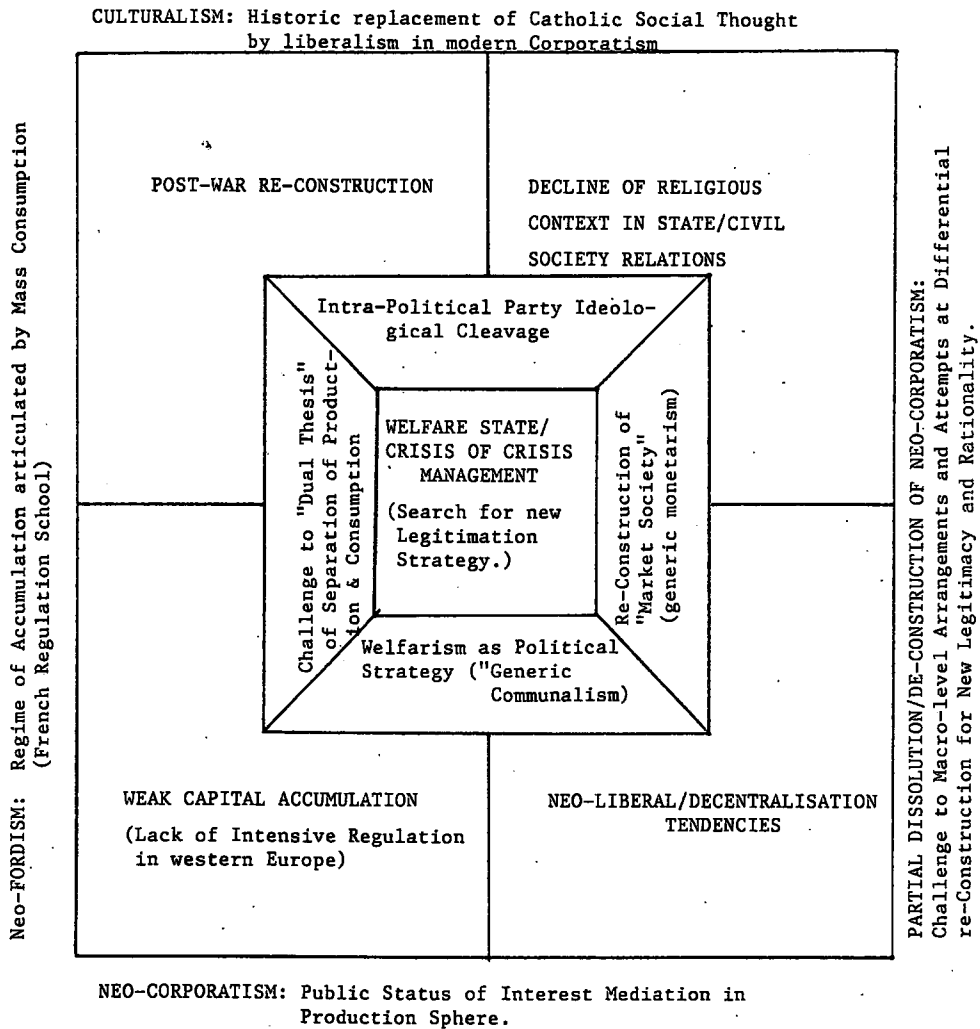 CULTURALISM: Historic replacement of Catholic Social Thought
by liberalism in modern Corporatism
Neo-FORDISM: Regime of Accumulation articulated by Mass Consumption
(French Regulation School)
POST-WAR RE-CONSTRUCTION
DECLINE OF RELIGIOUS
CONTEXT IN STATE/CIVIL
SOCIETY RELATIONS
Intra-Political Party Ideolo-
gical Cleavage
Challenge to "Dual Thesis"
of Separation of Product-
ion & Consumption
WELFARE STATE/
CRISIS OF CRISIS
MANAGEMENT
(Search for new
Legitimation
Strategy.)
Re-Construction of
"Market Society"
(generic monetarism)
Welfarism as Political
Strategy ("Generic
Communalism)
WEAK CAPITAL ACCUMULATION
(Lack of Intensive Regulation
in western Europe)
NEO-LIBERAL/DECENTRALISATION
TENDENCIES
PARTIAL DISSOLUTION/DE-CONSTRUCTION OF NEO-CORPORATISM:
Challenge to Macro-level Arrangements and Attempts at Differential
re-Construction for New Legitimacy and Rationality.
NEO-CORPORATISM: Public Status of Interest Mediation in
Production Sphere.